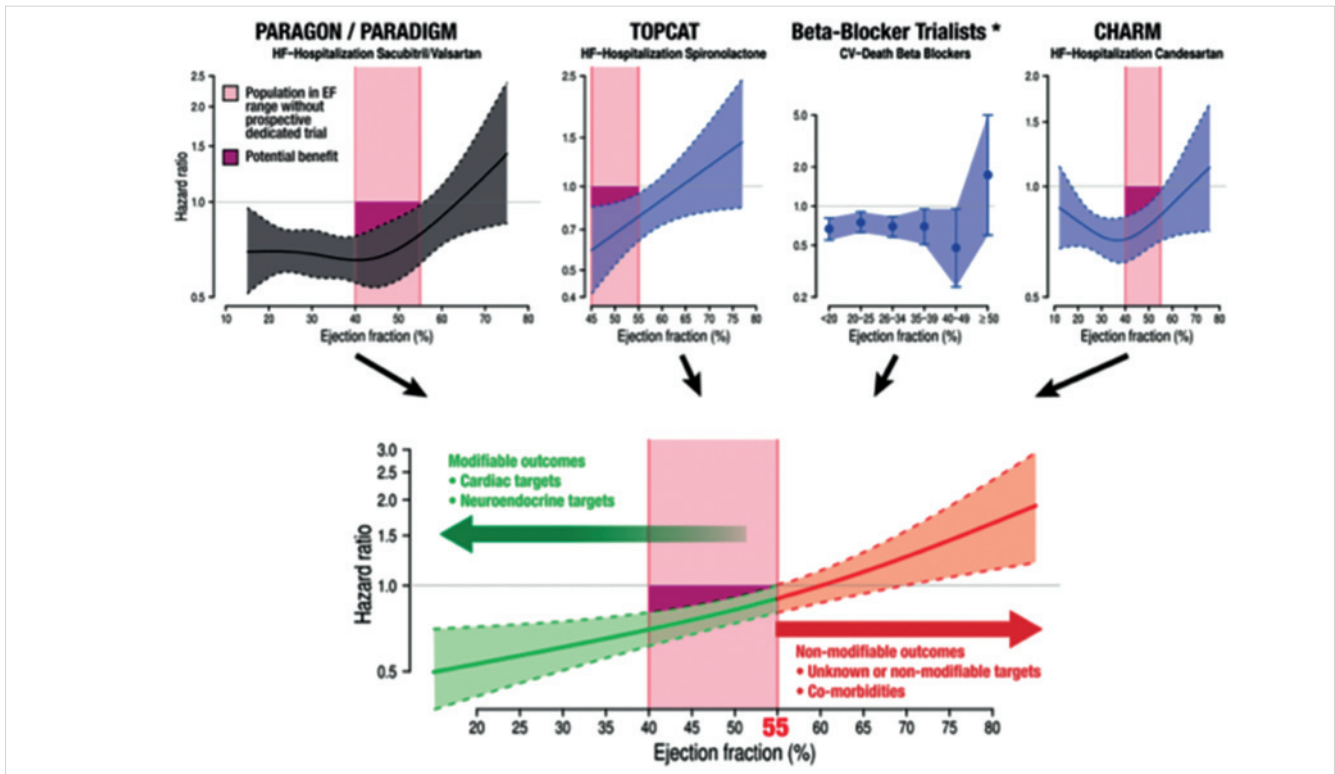 PARAGON / PARADIGM
HF-Hospitalization Sacubitril/Valsartan
Hazard ratio
2.5
2.0
1.5
1.0
0.5
Population in EF
range without
prospective
dedicated trial
Potential benefit
10 20 30 40 50 60 70 80
Ejection fraction (%)
TOPCAT
HF-Hospitalization Spironolactone
2.5
1.5
1.0
0.7
0.5
0.4
45 50 55 60 65 70 75 80
Ejection fraction (%)
Beta-Blocker Trialists *
CV-Death Beta Blockers
5.0
2.0
1.0
0.5
0.2
<20 20-25 26-34 35-39 40-49 ≥ 50
Ejection fraction (%)
CHARM
HF-Hospitalization Candesartan
2.0
1.5
1.0
0.5
10 20 30 40 50 60 70 80
Ejection fraction (%)
Hazard ratio
3.0
2.5
2.0
1.5
1.0
0.5
Modifiable outcomes
• Cardiac targets
• Neuroendocrine targets
Non-modifiable outcomes
• Unknown or non-modifiable targets
• Co-morbidities
20 25 30 35 40 45 50 55 60 65 70 75 80
Ejection fraction (%)